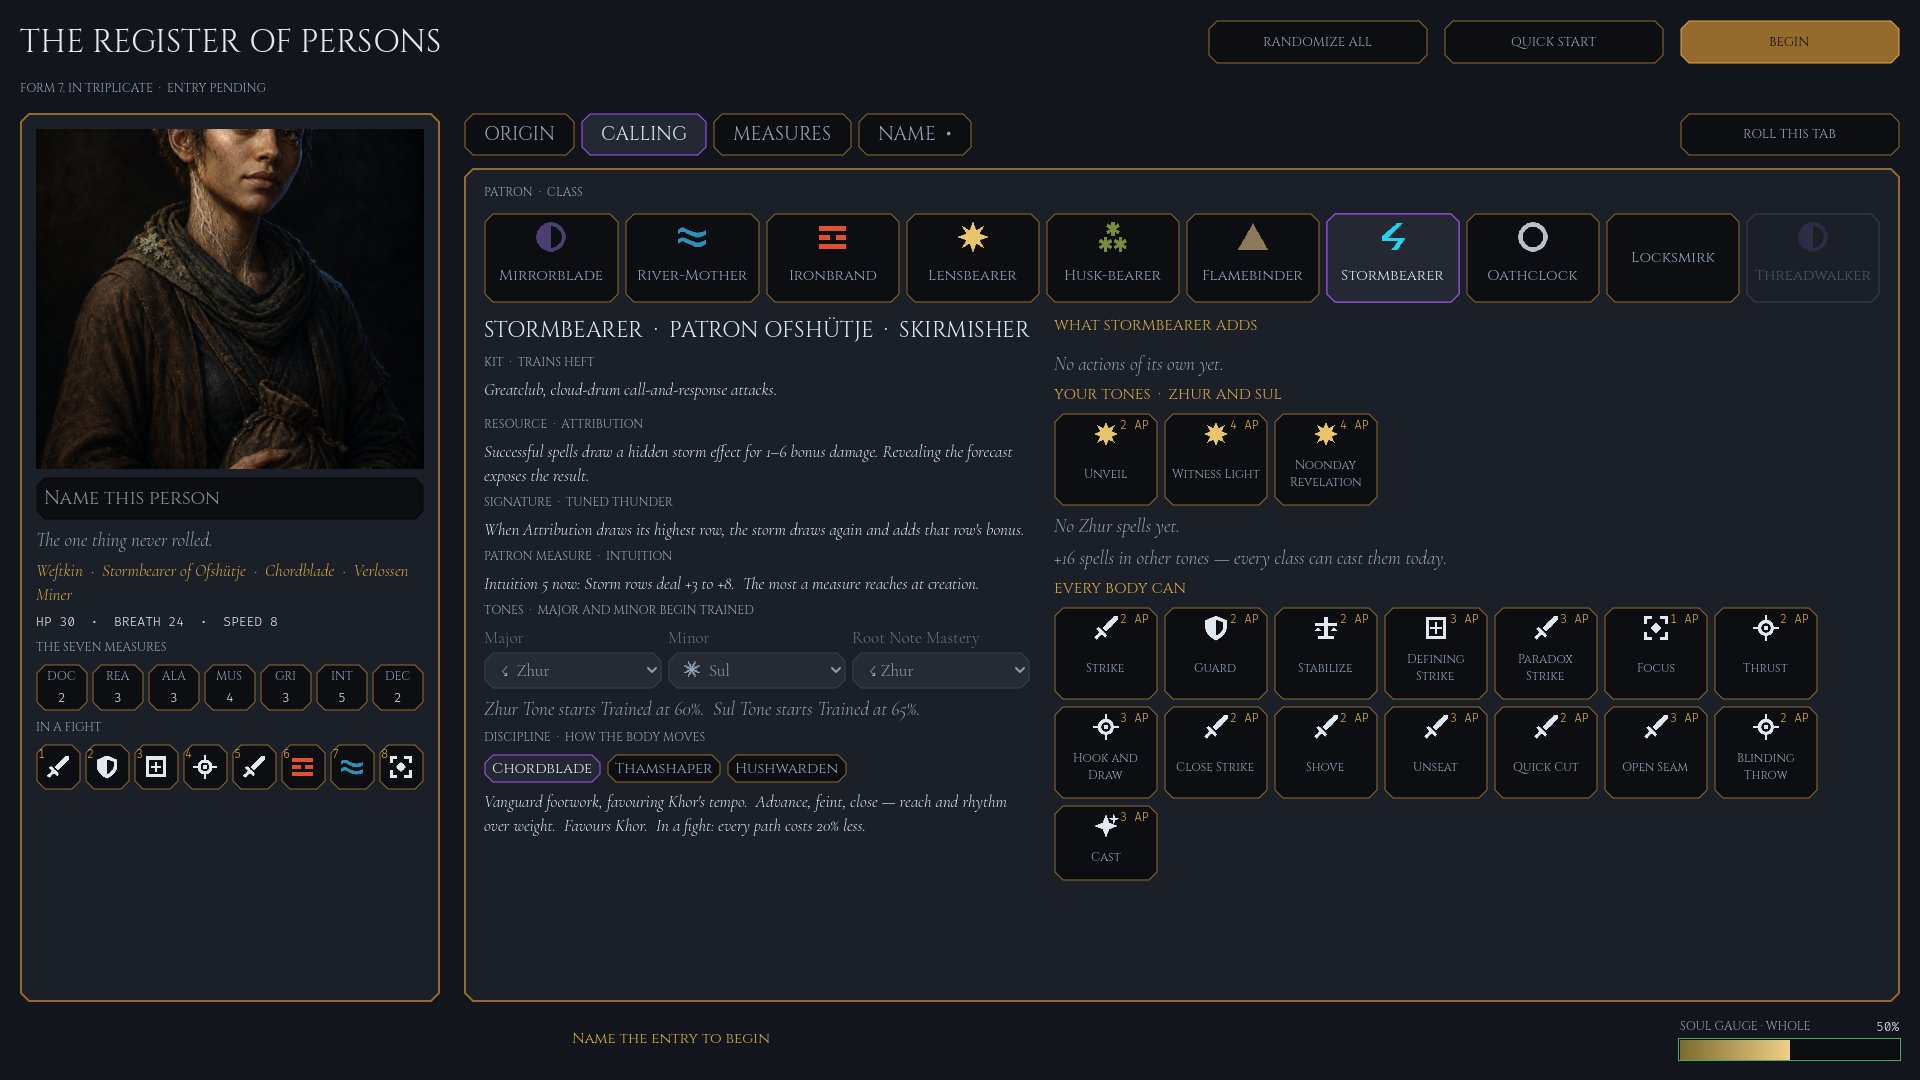 THE REGISTER OF PERSONS
RANDOMIZE ALL
QUICK START
BEGIN
FORM 7, IN TRIPLICATE · ENTRY PENDING
ORIGIN
CALLING
MEASURES
NAME •
ROLL THIS TAB
PATRON · CLASS
MIRRORBLADE
RIVER-MOTHER
IRONBRAND
LENSBEARER
HUSK-BEARER
FLAMEBINDER
STORMBEARER
OATHCLOCK
LOCKSMIRK
THREADWALKER
STORMBEARER · PATRON OFSHÜTJE · SKIRMISHER
KIT · TRAINS HEFT
Greatclub, cloud-drum call-and-response attacks.
RESOURCE · ATTRIBUTION
Successful spells draw a hidden storm effect for 1–6 bonus damage. Revealing the forecast
exposes the result.
SIGNATURE · TUNED THUNDER
When Attribution draws its highest row, the storm draws again and adds that row's bonus.
PATRON MEASURE · INTUITION
Intuition 5 now: Storm rows deal +3 to +8. The most a measure reaches at creation.
TONES · MAJOR AND MINOR BEGIN TRAINED
Major
Minor
Root Note Mastery
Zhur
Sul
Zhur
Zhur Tone starts Trained at 60%. Sul Tone starts Trained at 65%.
DISCIPLINE · HOW THE BODY MOVES
CHORDBLADE
THAMSHAPER
HUSHWARDEN
Vanguard footwork, favouring Khor's tempo. Advance, feint, close — reach and rhythm
over weight. Favours Khor. In a fight: every path costs 20% less.
WHAT STORMBEARER ADDS
No actions of its own yet.
YOUR TONES · ZHUR AND SUL
2 AP
UNVEIL
4 AP
WITNESS LIGHT
4 AP
NOONDAY
REVELATION
No Zhur spells yet.
+16 spells in other tones — every class can cast them today.
EVERY BODY CAN
2 AP
STRIKE
2 AP
GUARD
2 AP
STABILIZE
3 AP
DEFINING
STRIKE
3 AP
PARADOX
STRIKE
1 AP
FOCUS
2 AP
THRUST
3 AP
HOOK AND
DRAW
2 AP
CLOSE STRIKE
2 AP
SHOVE
3 AP
UNSEAT
2 AP
QUICK CUT
3 AP
OPEN SEAM
2 AP
BLINDING
THROW
3 AP
CAST
NAME THIS PERSON
The one thing never rolled.
Weftkin · Stormbearer of Ofshütje · Chordblade · Verlossen
Miner
HP 30 · BREATH 24 · SPEED 8
THE SEVEN MEASURES
DOC
2
REA
3
ALA
3
MUS
4
GRI
3
INT
5
DEC
2
IN A FIGHT
1
2
3
4
5
6
7
8
NAME THE ENTRY TO BEGIN
SOUL GAUGE · WHOLE
50%